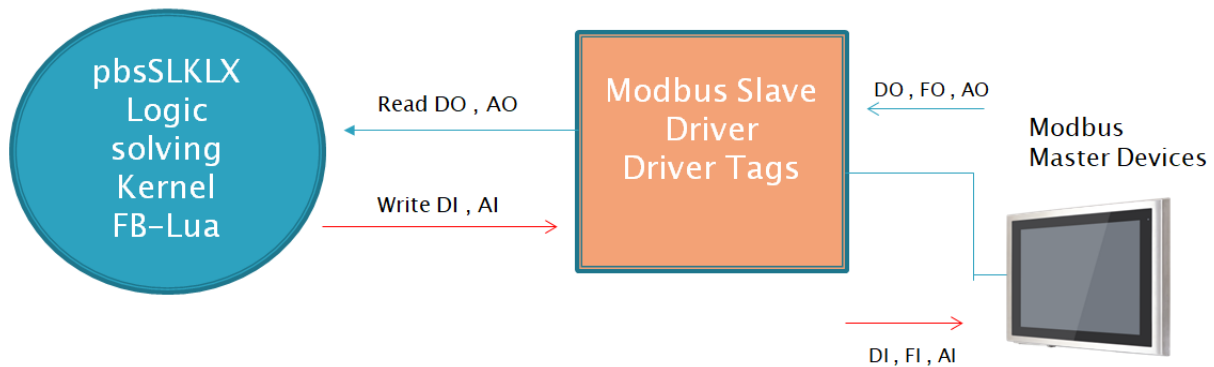 pbsSLKLX
Logic
solving
Kernel
FB-Lua
Read DO , AO
Write DI , AI
Modbus Slave
Driver
Driver Tags
DO , FO , AO
Modbus
Master Devices
DI , FI , AI